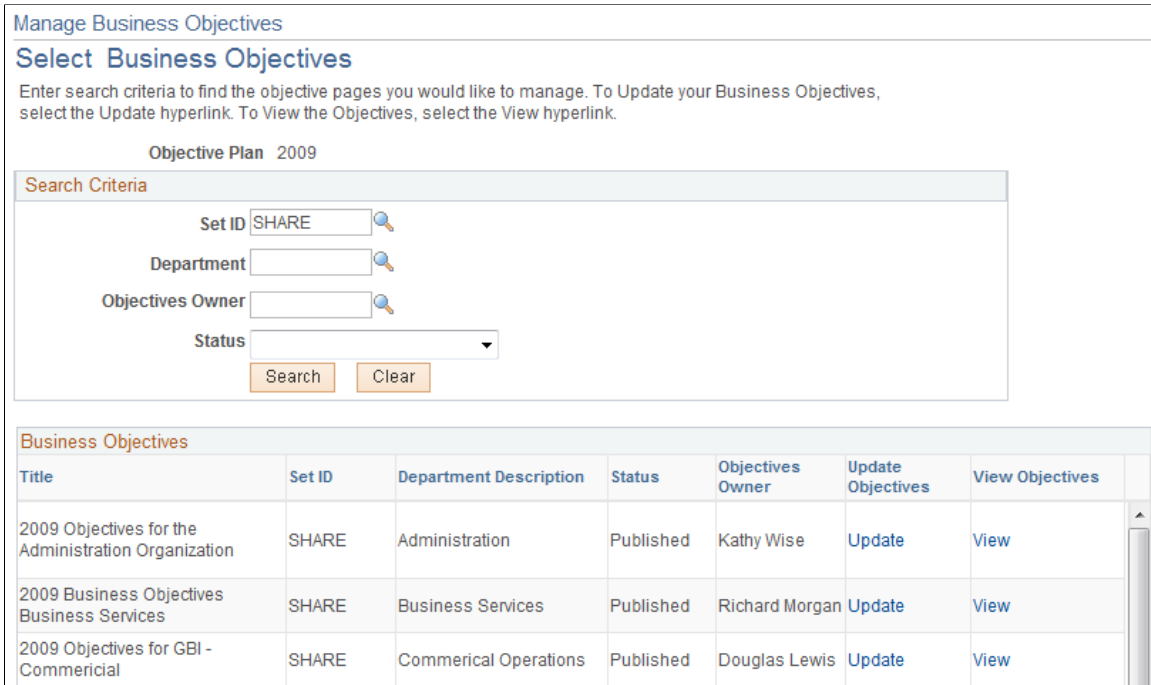 Manage Business Objectives
Select Business Objectives
Enter search criteria to find the objective pages you would like to manage. To Update your Business Objectives,
select the Update hyperlink. To View the Objectives, select the View hyperlink.
Objective Plan 2009
Search Criteria
Set ID SHARE
Department
Objectives Owner
Status
Search Clear
Business Objectives
Title Set ID Department Description Status Objectives Owner Update Objectives View Objectives
2009 Objectives for the
Administration Organization SHARE Administration Published Kathy Wise Update View
2009 Business Objectives
Business Services SHARE Business Services Published Richard Morgan Update View
2009 Objectives for GBI -
Commericial SHARE Commerical Operations Published Douglas Lewis Update View